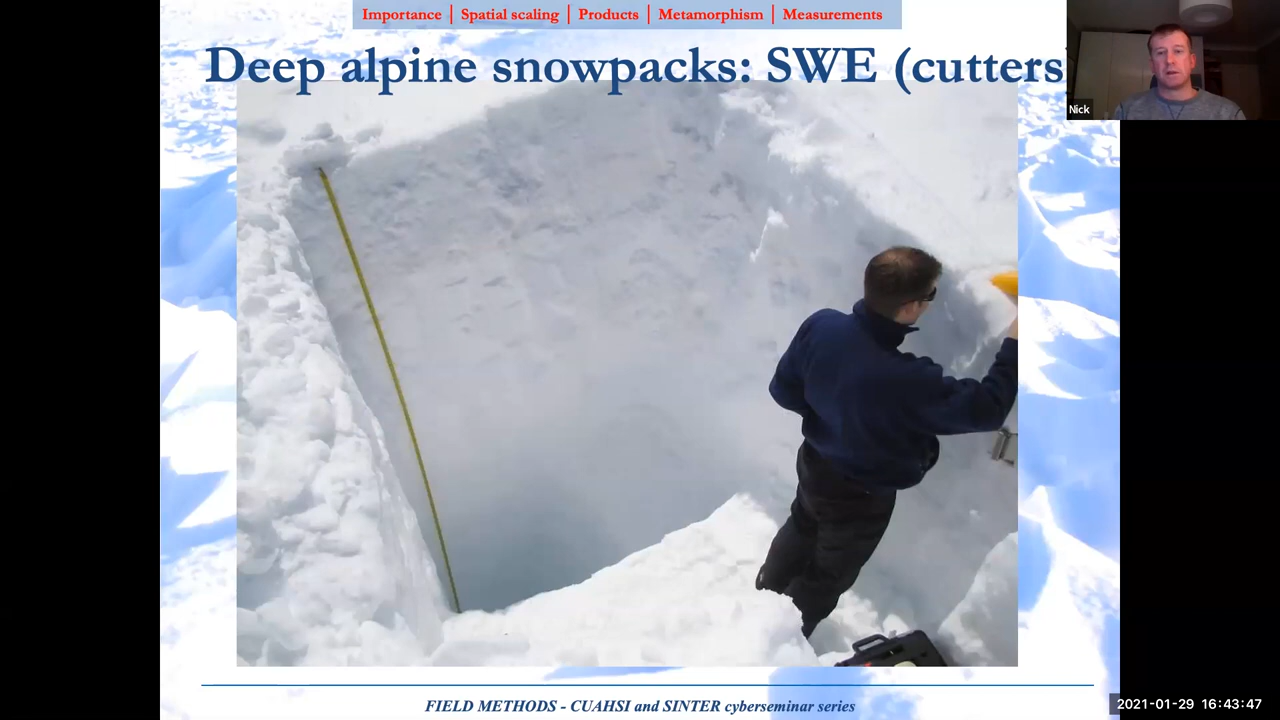 Importance | Spatial scaling | Products | Metamorphism | Measurements
Deep alpine snowpacks: SWE (cutters
Nick
FIELD METHODS - CUAHSI and SINTER cyberseminar series
2021-01-29 16:43:47